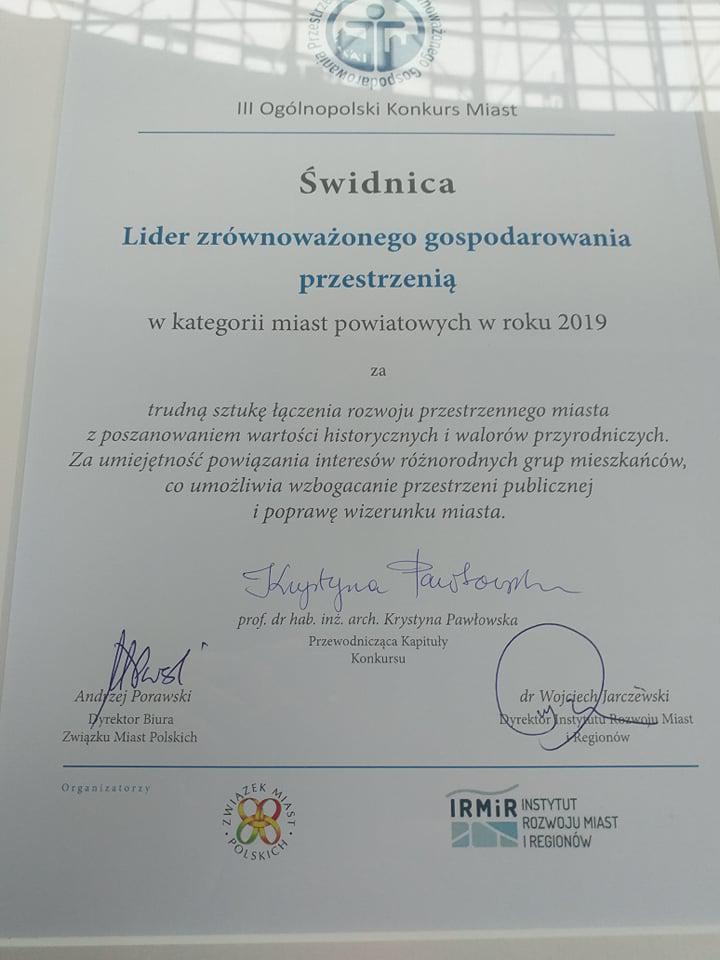 Gospodarowania Przestrze
III Ogólnopolski Konkurs Miast
Świdnica
Lider zrównoważonego gospodarowania
przestrzenią
w kategorii miast powiatowych w roku 2019
za
trudną sztukę łączenia rozwoju przestrzennego miasta
z poszanowaniem wartości historycznych i walorów przyrodniczych.
Za umiejętność powiązania interesów różnorodnych grup mieszkańców,
co umożliwia wzbogacanie przestrzeni publicznej
i poprawę wizerunku miasta.
Krystyna Pawłowska
prof. dr hab. inż. arch. Krystyna Pawłowska
Przewodnicząca Kapituły
Konkursu
Andrzej Porawski
Dyrektor Biura
Związku Miast Polskich
dr Wojciech Jarczewski
Dyrektor Instytutu Rozwoju Miast
i Regionów
Organizatorzy
ZWIĄZEK MIAST
POLSKICH
IRMiR INSTYTUT
ROZWOJU MIAST
I REGIONÓW